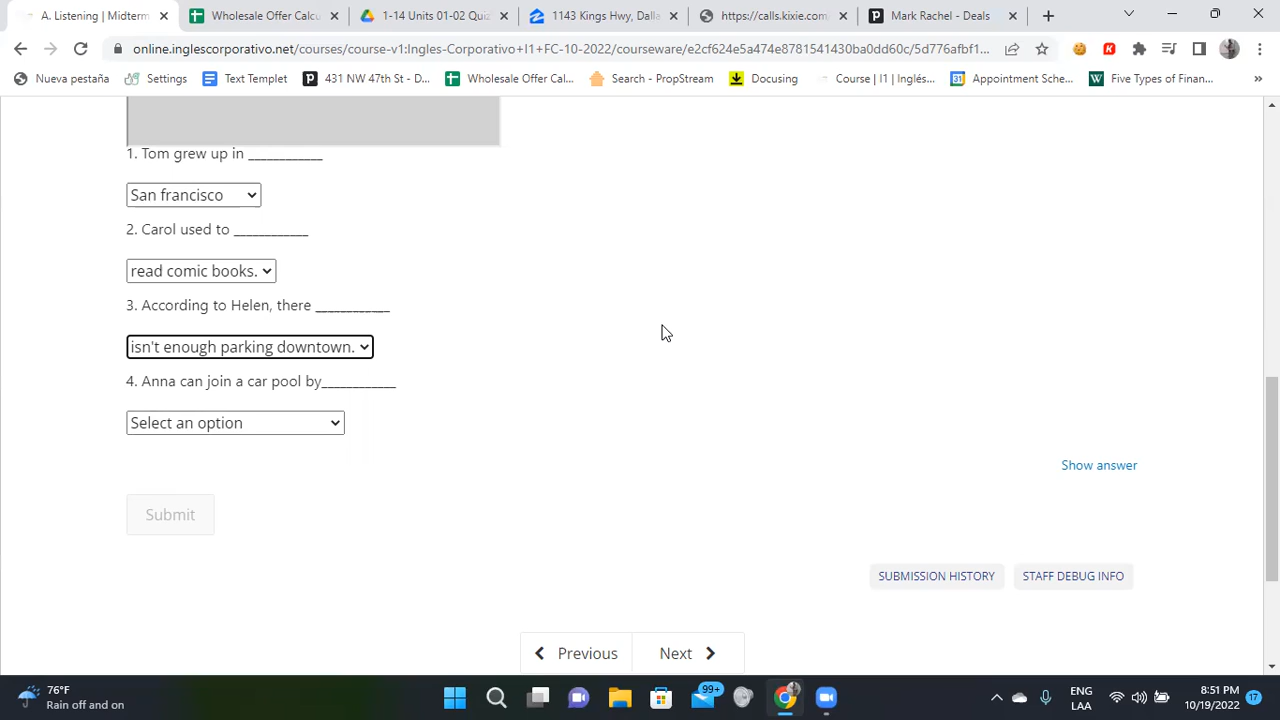 A. Listening | Midterm
Wholesale Offer Calcu
1-14 Units 01-02 Quiz
1143 Kings Hwy, Dalla
https://calls.kixie.com/
Mark Rachel - Deals
online.inglescorporativo.net/courses/course-v1:Ingles-Corporativo+I1+FC-10-2022/courseware/e2cf624e5a474e8781541430ba0dd60c/5d776afbf1...
Nueva pestaña
Settings
Text Templet
431 NW 47th St - D...
Wholesale Offer Cal...
Search - PropStream
Docusing
Course | I1 | Inglés...
Appointment Sche...
Five Types of Finan...
»
1. Tom grew up in ____________
San francisco
2. Carol used to ____________
read comic books.
3. According to Helen, there ____________
isn't enough parking downtown.
4. Anna can join a car pool by____________
Select an option
Show answer
Submit
SUBMISSION HISTORY
STAFF DEBUG INFO
Previous
Next
76°F
Rain off and on
99+
ENG
LAA
8:51 PM
10/19/2022
17